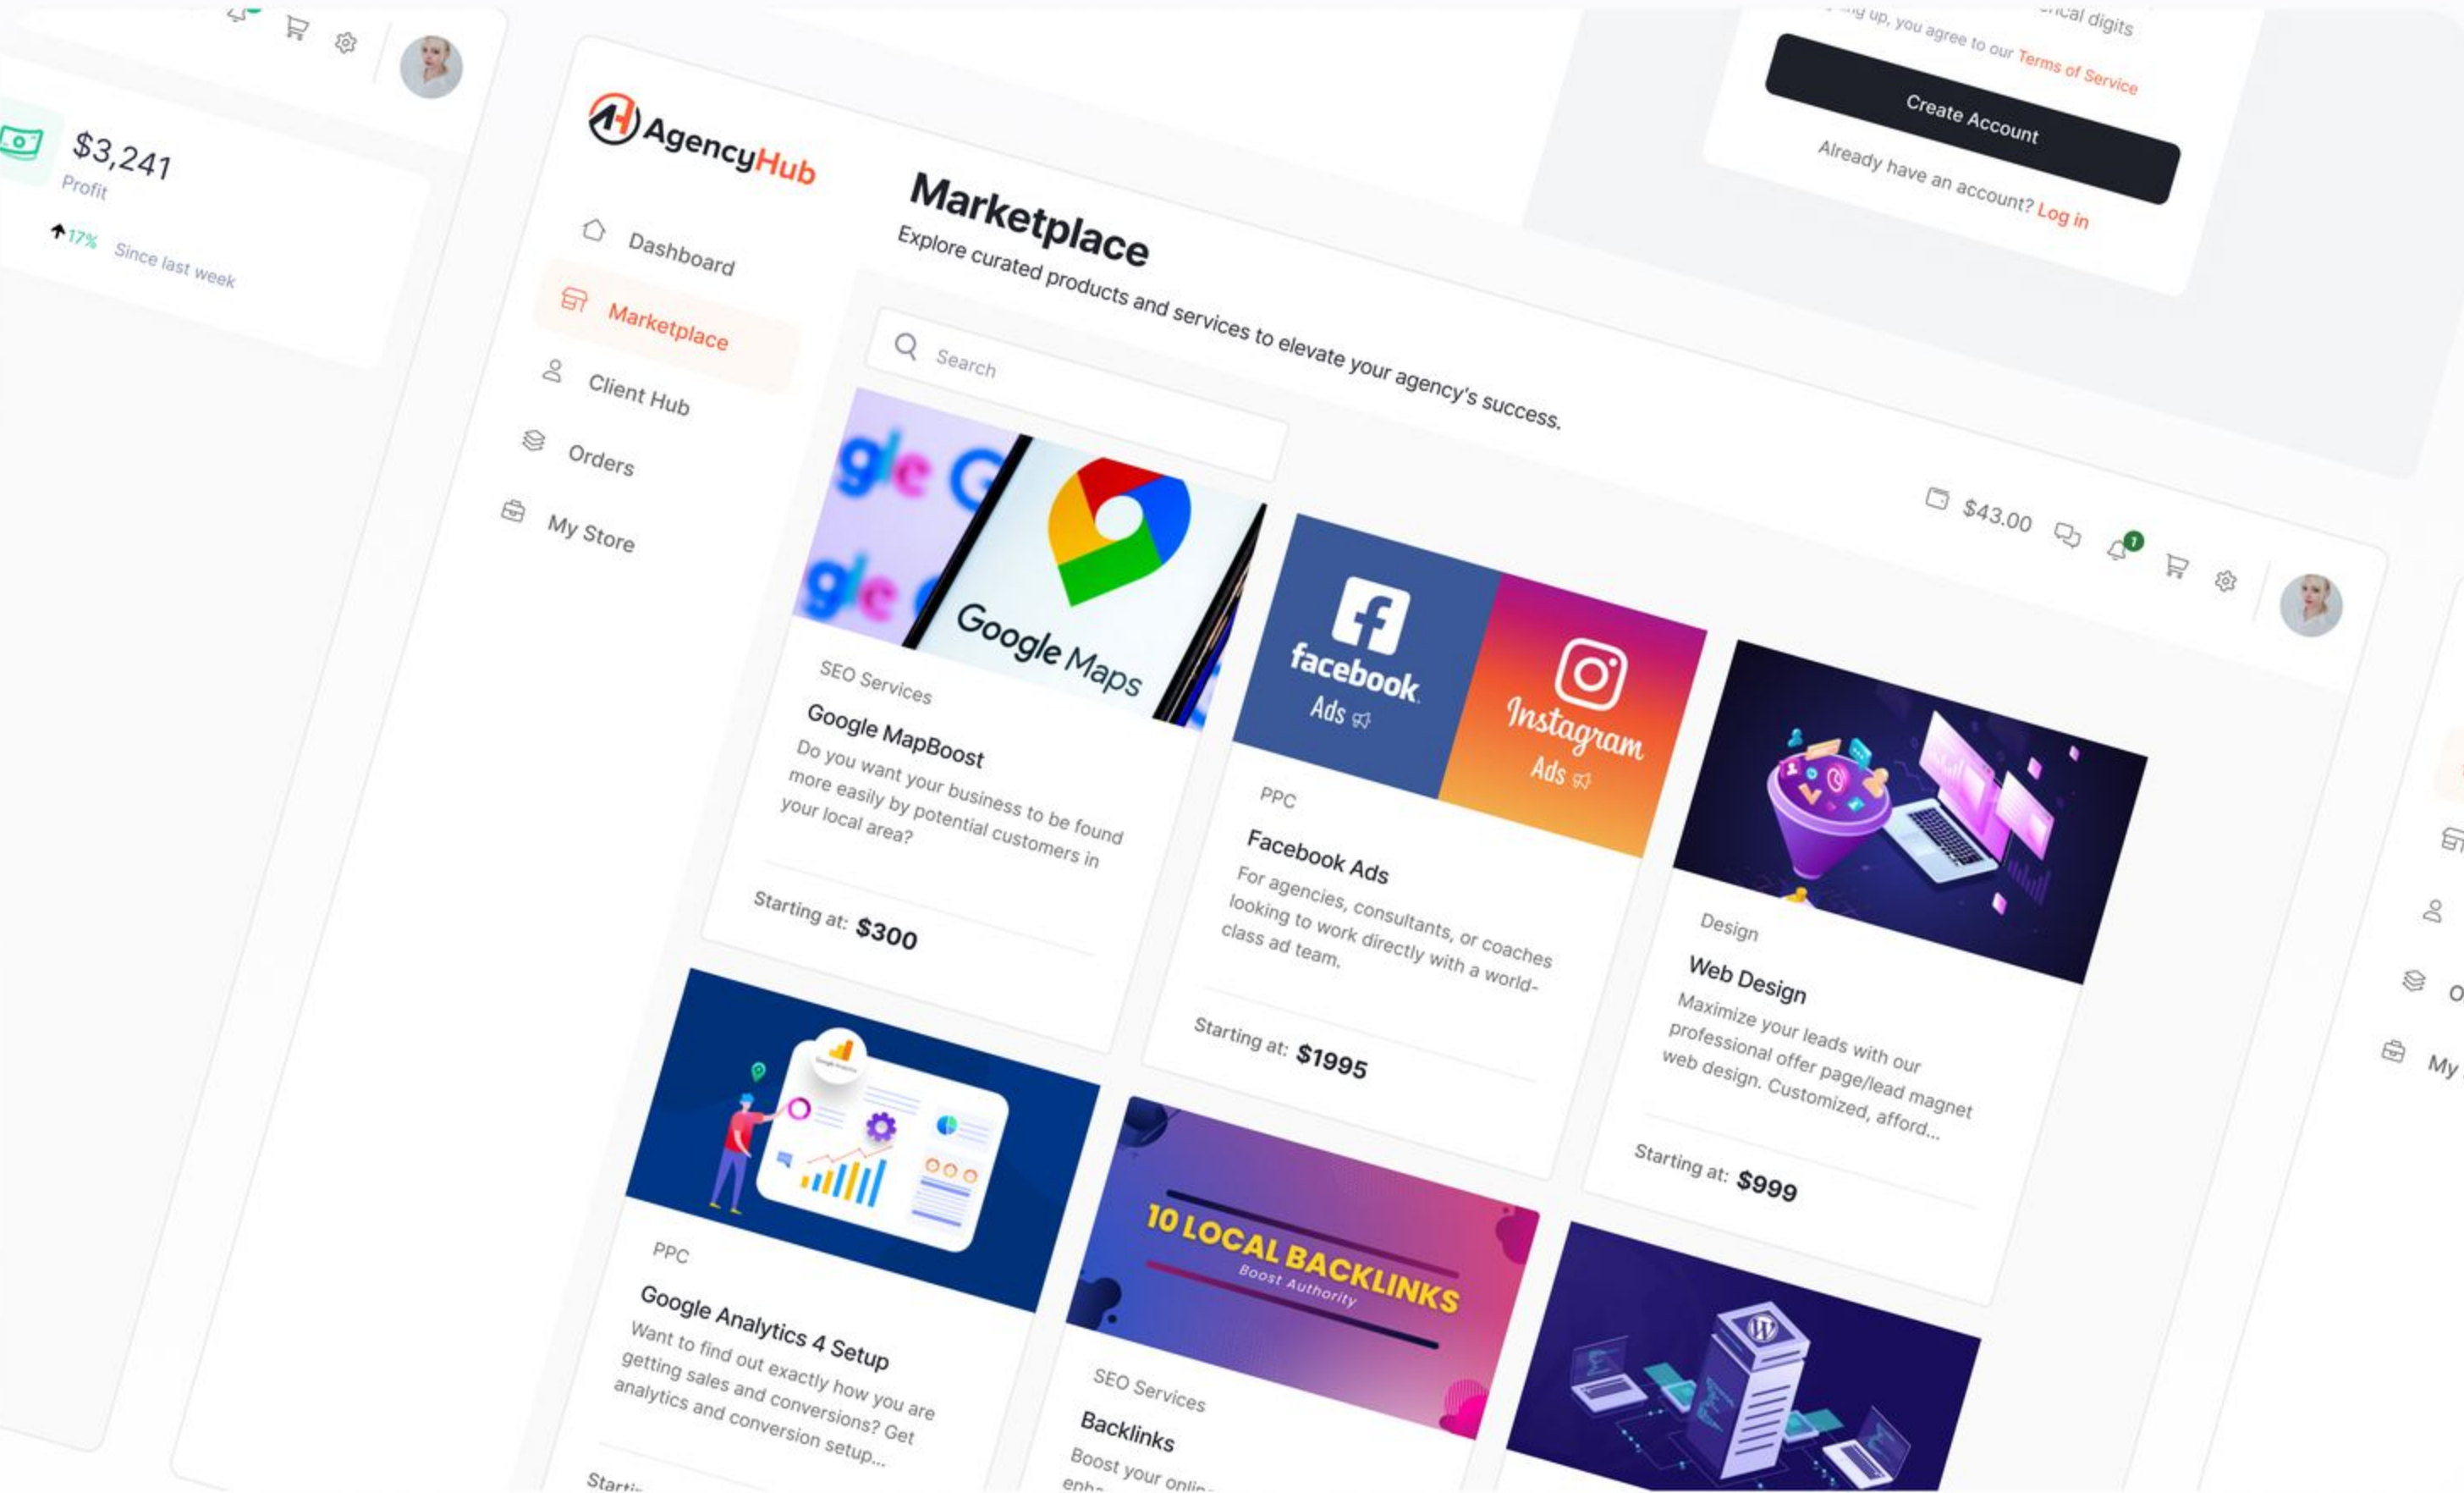 $3,241
Profit
17% Since last week
AgencyHub
Dashboard
Marketplace
Client Hub
Orders
My Store
Marketplace
Explore curated products and services to elevate your agency's success.
Search
$43.00
1
up, you agree to our Terms of Service
digits
Create Account
Already have an account? Log in
gle G
gle
Google Maps
SEO Services
Google MapBoost
Do you want your business to be found
more easily by potential customers in
your local area?
Starting at: $300
facebook
Ads
Instagram
Ads
PPC
Facebook Ads
For agencies, consultants, or coaches
looking to work directly with a world-
class ad team.
Starting at: $1995
Design
Web Design
Maximize your leads with our
professional offer page/lead magnet
web design. Customized, afford...
Starting at: $999
PPC
Google Analytics 4 Setup
Want to find out exactly how you are
getting sales and conversions? Get
analytics and conversion setup...
10 LOCAL BACKLINKS
Boost Authority
SEO Services
Backlinks
Boost your
My